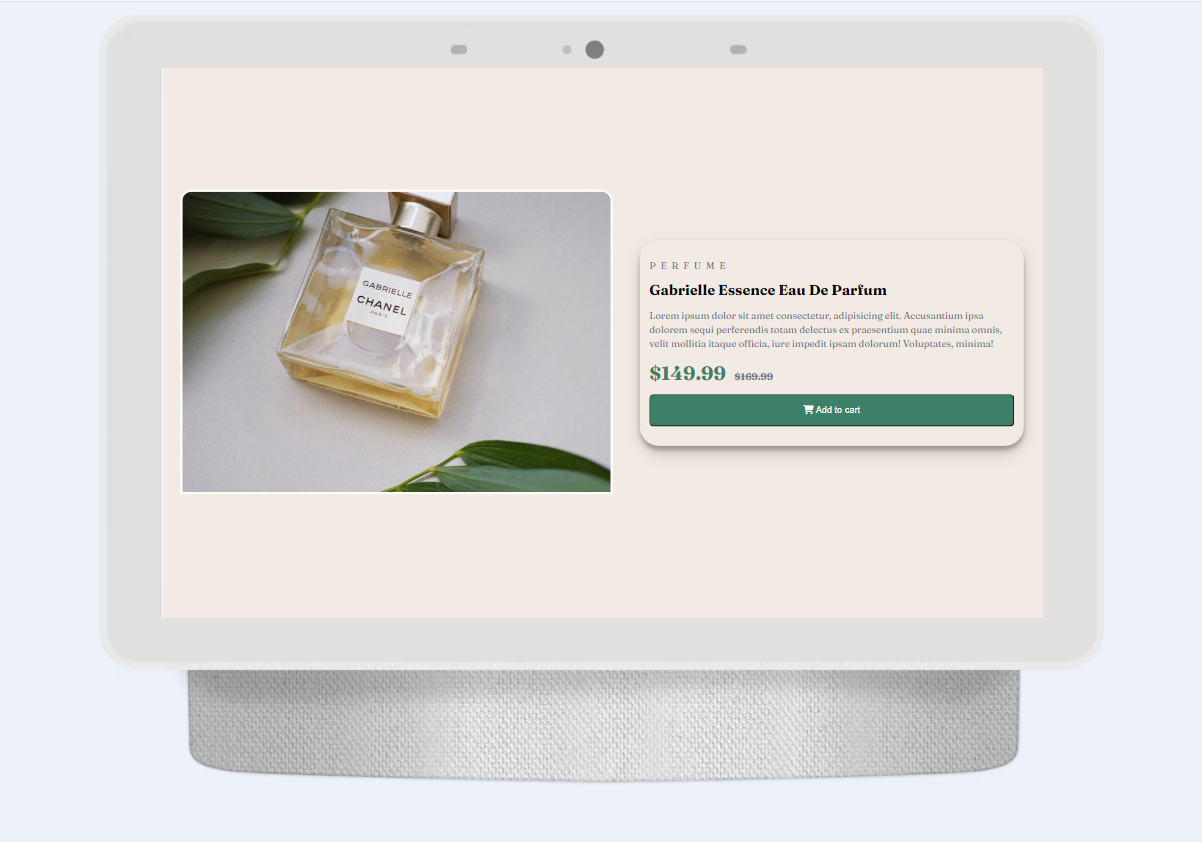 GABRIELLE
CHANEL
PARIS
PERFUME
Gabrielle Essence Eau De Parfum
Lorem ipsum dolor sit amet consectetur, adipisicing elit. Accusantium ipsa
dolorem sequi perferendis totam delectus ex praesentium quae minima omnis,
velit mollitia itaque officia, iure impedit ipsam dolorum! Voluptates, minima!
$149.99 $169.99
Add to cart